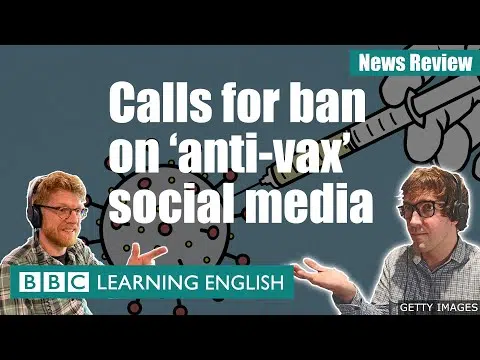 News Review
Calls for ban
on ‘anti-vax’
social media
BBC LEARNING ENGLISH
GETTY IMAGES